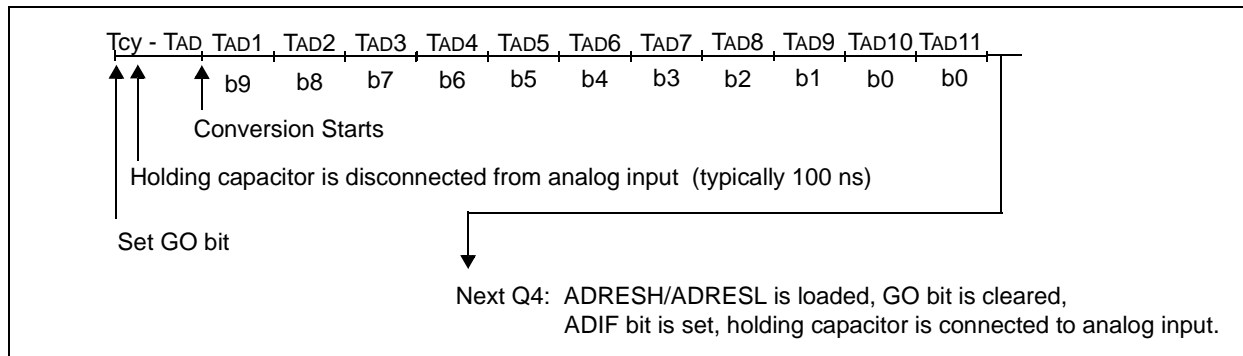 Tcy - TAD TAD1 TAD2 TAD3 TAD4 TAD5 TAD6 TAD7 TAD8 TAD9 TAD10 TAD11
b9 b8 b7 b6 b5 b4 b3 b2 b1 b0 b0
Conversion Starts
Holding capacitor is disconnected from analog input (typically 100 ns)
Set GO bit
Next Q4: ADRESH/ADRESL is loaded, GO bit is cleared,
ADIF bit is set, holding capacitor is connected to analog input.